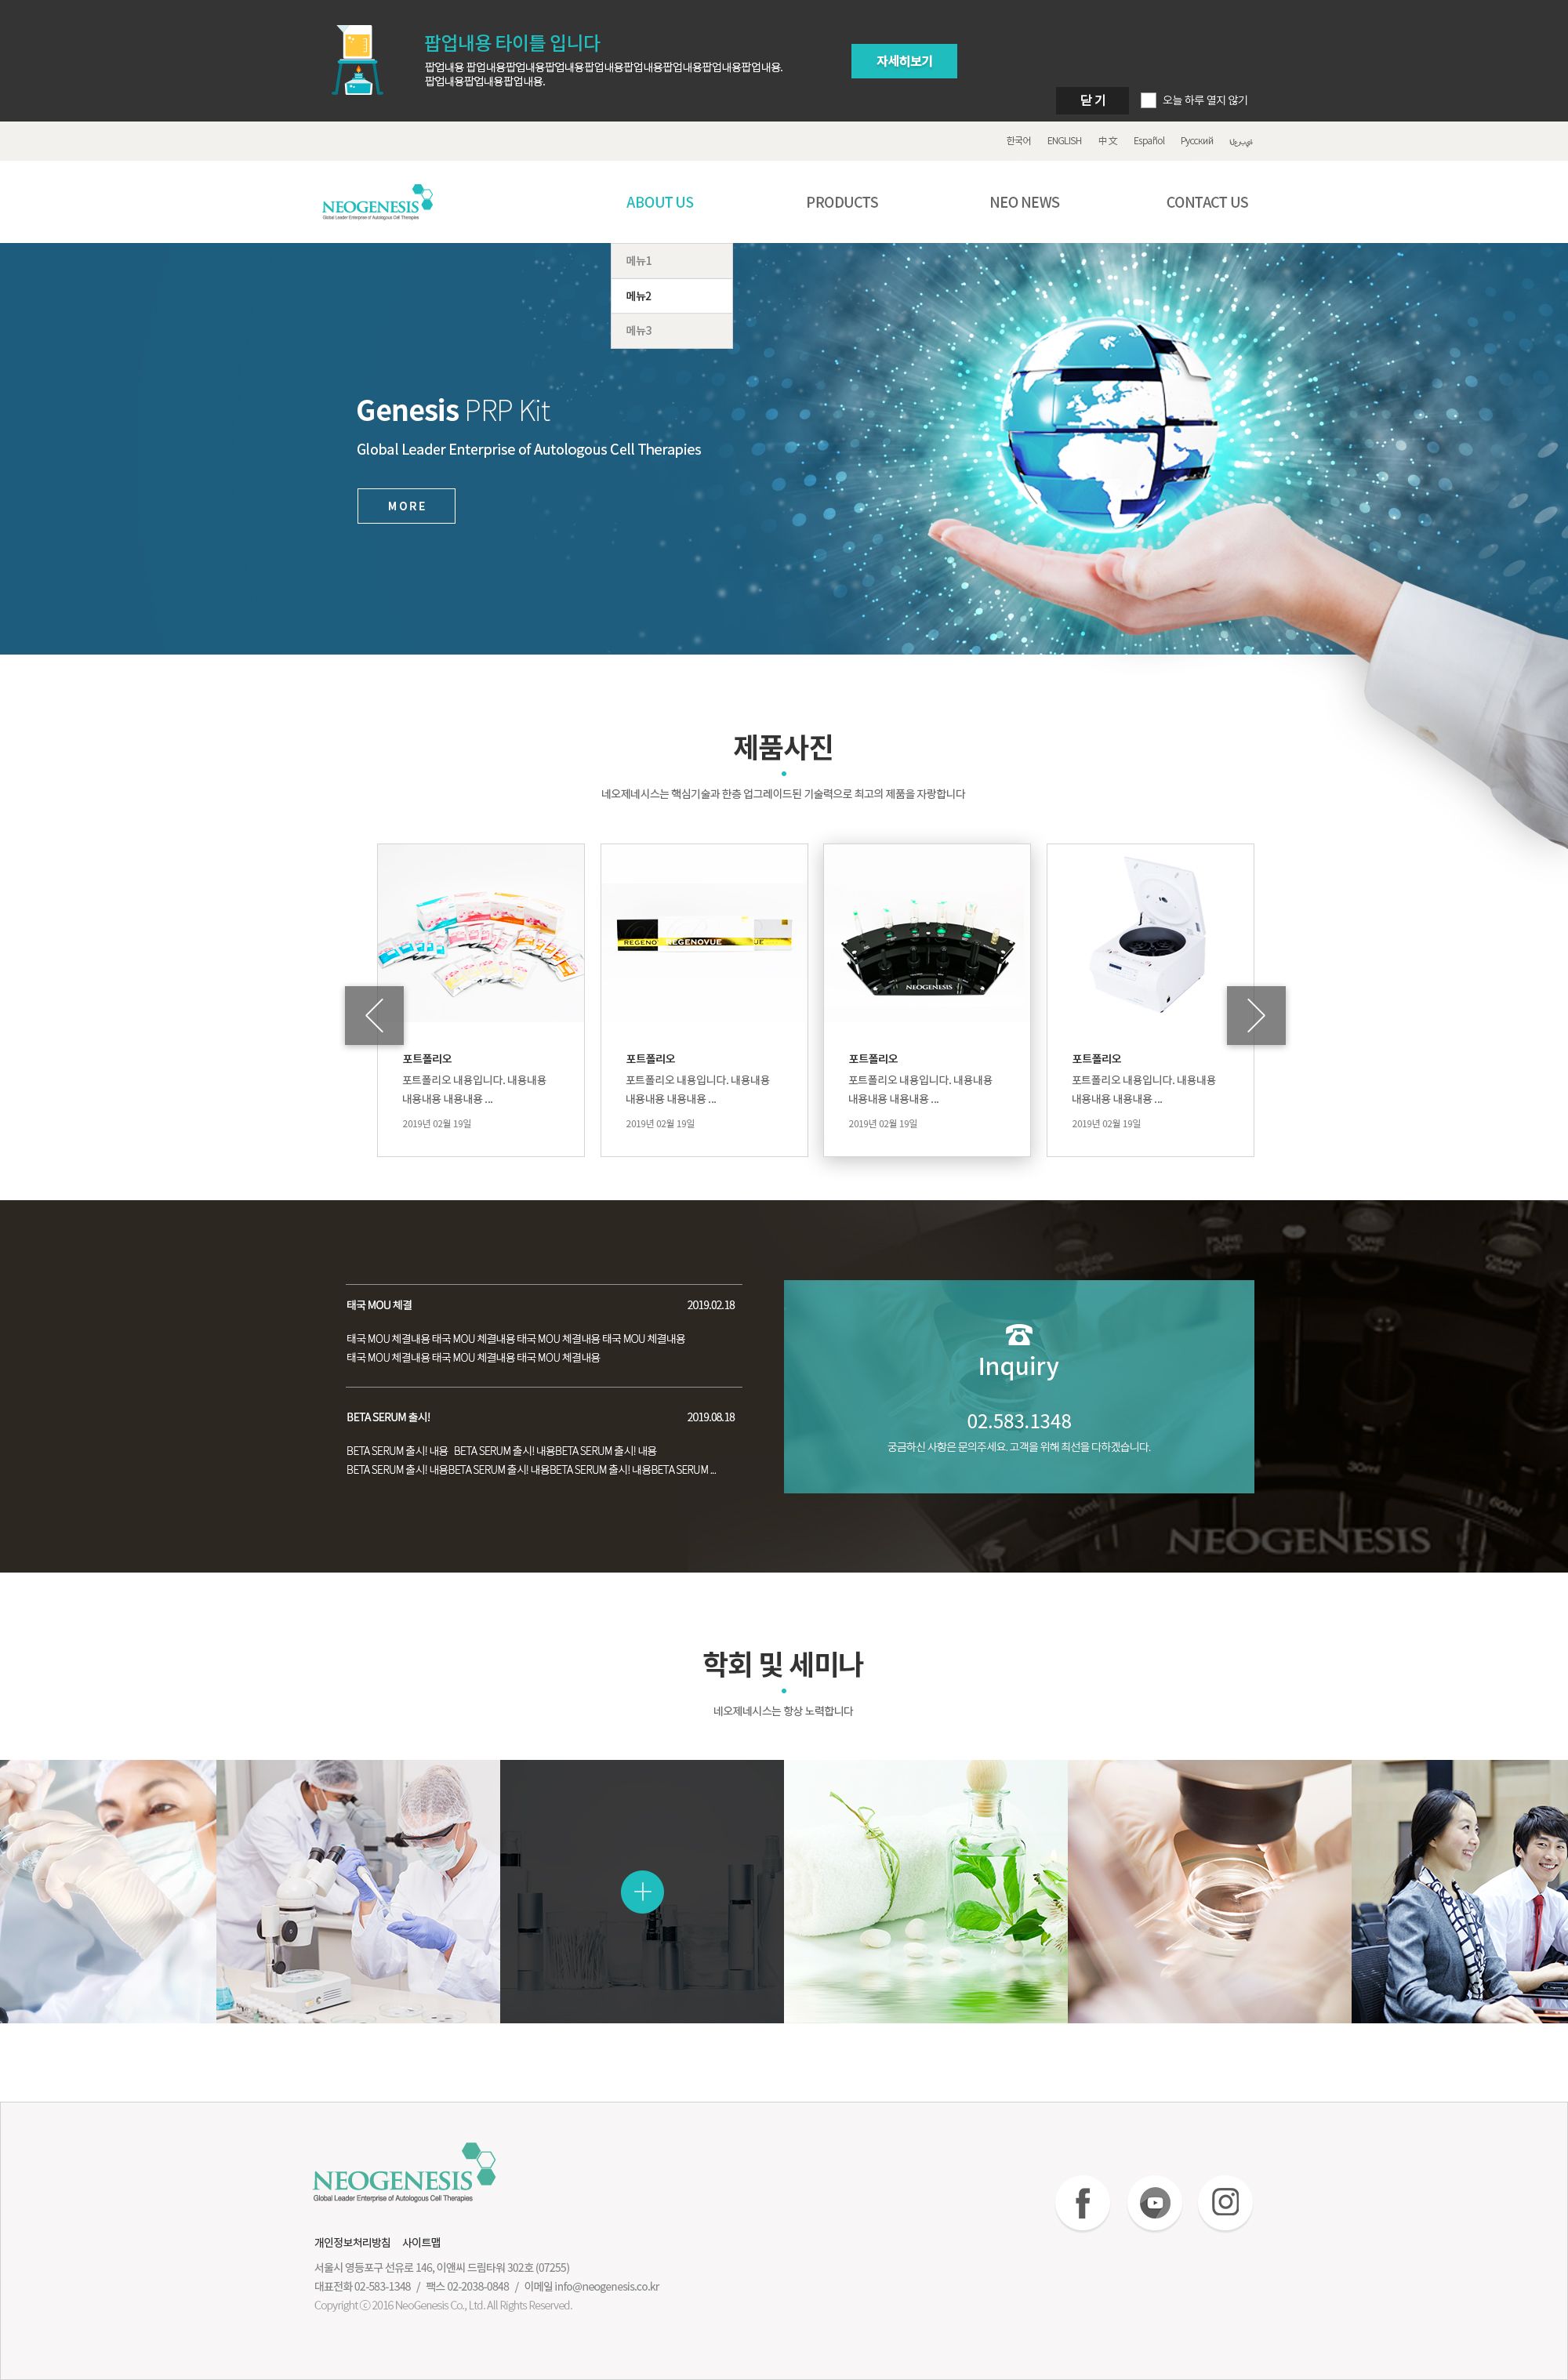 팝업내용 타이틀 입니다
팝업내용 팝업내용팝업내용팝업내용팝업내용팝업내용팝업내용팝업내용팝업내용.
팝업내용팝업내용팝업내용.
자세히보기
닫 기
오늘 하루 열지 않기
한국어 ENGLISH 中 文 Español Русский
NEOGENESIS
Global Leader Enterprise of Autologous Cell Therapies
ABOUT US PRODUCTS NEO NEWS CONTACT US
메뉴1
메뉴2
메뉴3
Genesis PRP Kit
Global Leader Enterprise of Autologous Cell Therapies
MORE
제품사진
네오제네시스는 핵심기술과 한층 업그레이드된 기술력으로 최고의 제품을 자랑합니다
REGENOVUE
NEOGENESIS
포트폴리오
포트폴리오 내용입니다. 내용내용
내용내용 내용내용 ...
2019년 02월 19일
포트폴리오
포트폴리오 내용입니다. 내용내용
내용내용 내용내용 ...
2019년 02월 19일
포트폴리오
포트폴리오 내용입니다. 내용내용
내용내용 내용내용 ...
2019년 02월 19일
포트폴리오
포트폴리오 내용입니다. 내용내용
내용내용 내용내용 ...
2019년 02월 19일
태국 MOU 체결 2019.02.18
태국 MOU 체결내용 태국 MOU 체결내용 태국 MOU 체결내용 태국 MOU 체결내용
태국 MOU 체결내용 태국 MOU 체결내용 태국 MOU 체결내용
BETA SERUM 출시! 2019.08.18
BETA SERUM 출시! 내용 BETA SERUM 출시! 내용BETA SERUM 출시! 내용
BETA SERUM 출시! 내용BETA SERUM 출시! 내용BETA SERUM 출시! 내용BETA SERUM ...
Inquiry
02.583.1348
궁금하신 사항은 문의주세요. 고객을 위해 최선을 다하겠습니다.
PURE
20ml
CURE
30ml
10ml
60ml
NEOGENESIS
학회 및 세미나
네오제네시스는 항상 노력합니다
NEOGENESIS
Global Leader Enterprise of Autologous Cell Therapies
개인정보처리방침 사이트맵
서울시 영등포구 선유로 146, 이앤씨 드림타워 302호 (07255)
대표전화 02-583-1348 / 팩스 02-2038-0848 / 이메일 info@neogenesis.co.kr
Copyright ⓒ 2016 NeoGenesis Co., Ltd. All Rights Reserved.